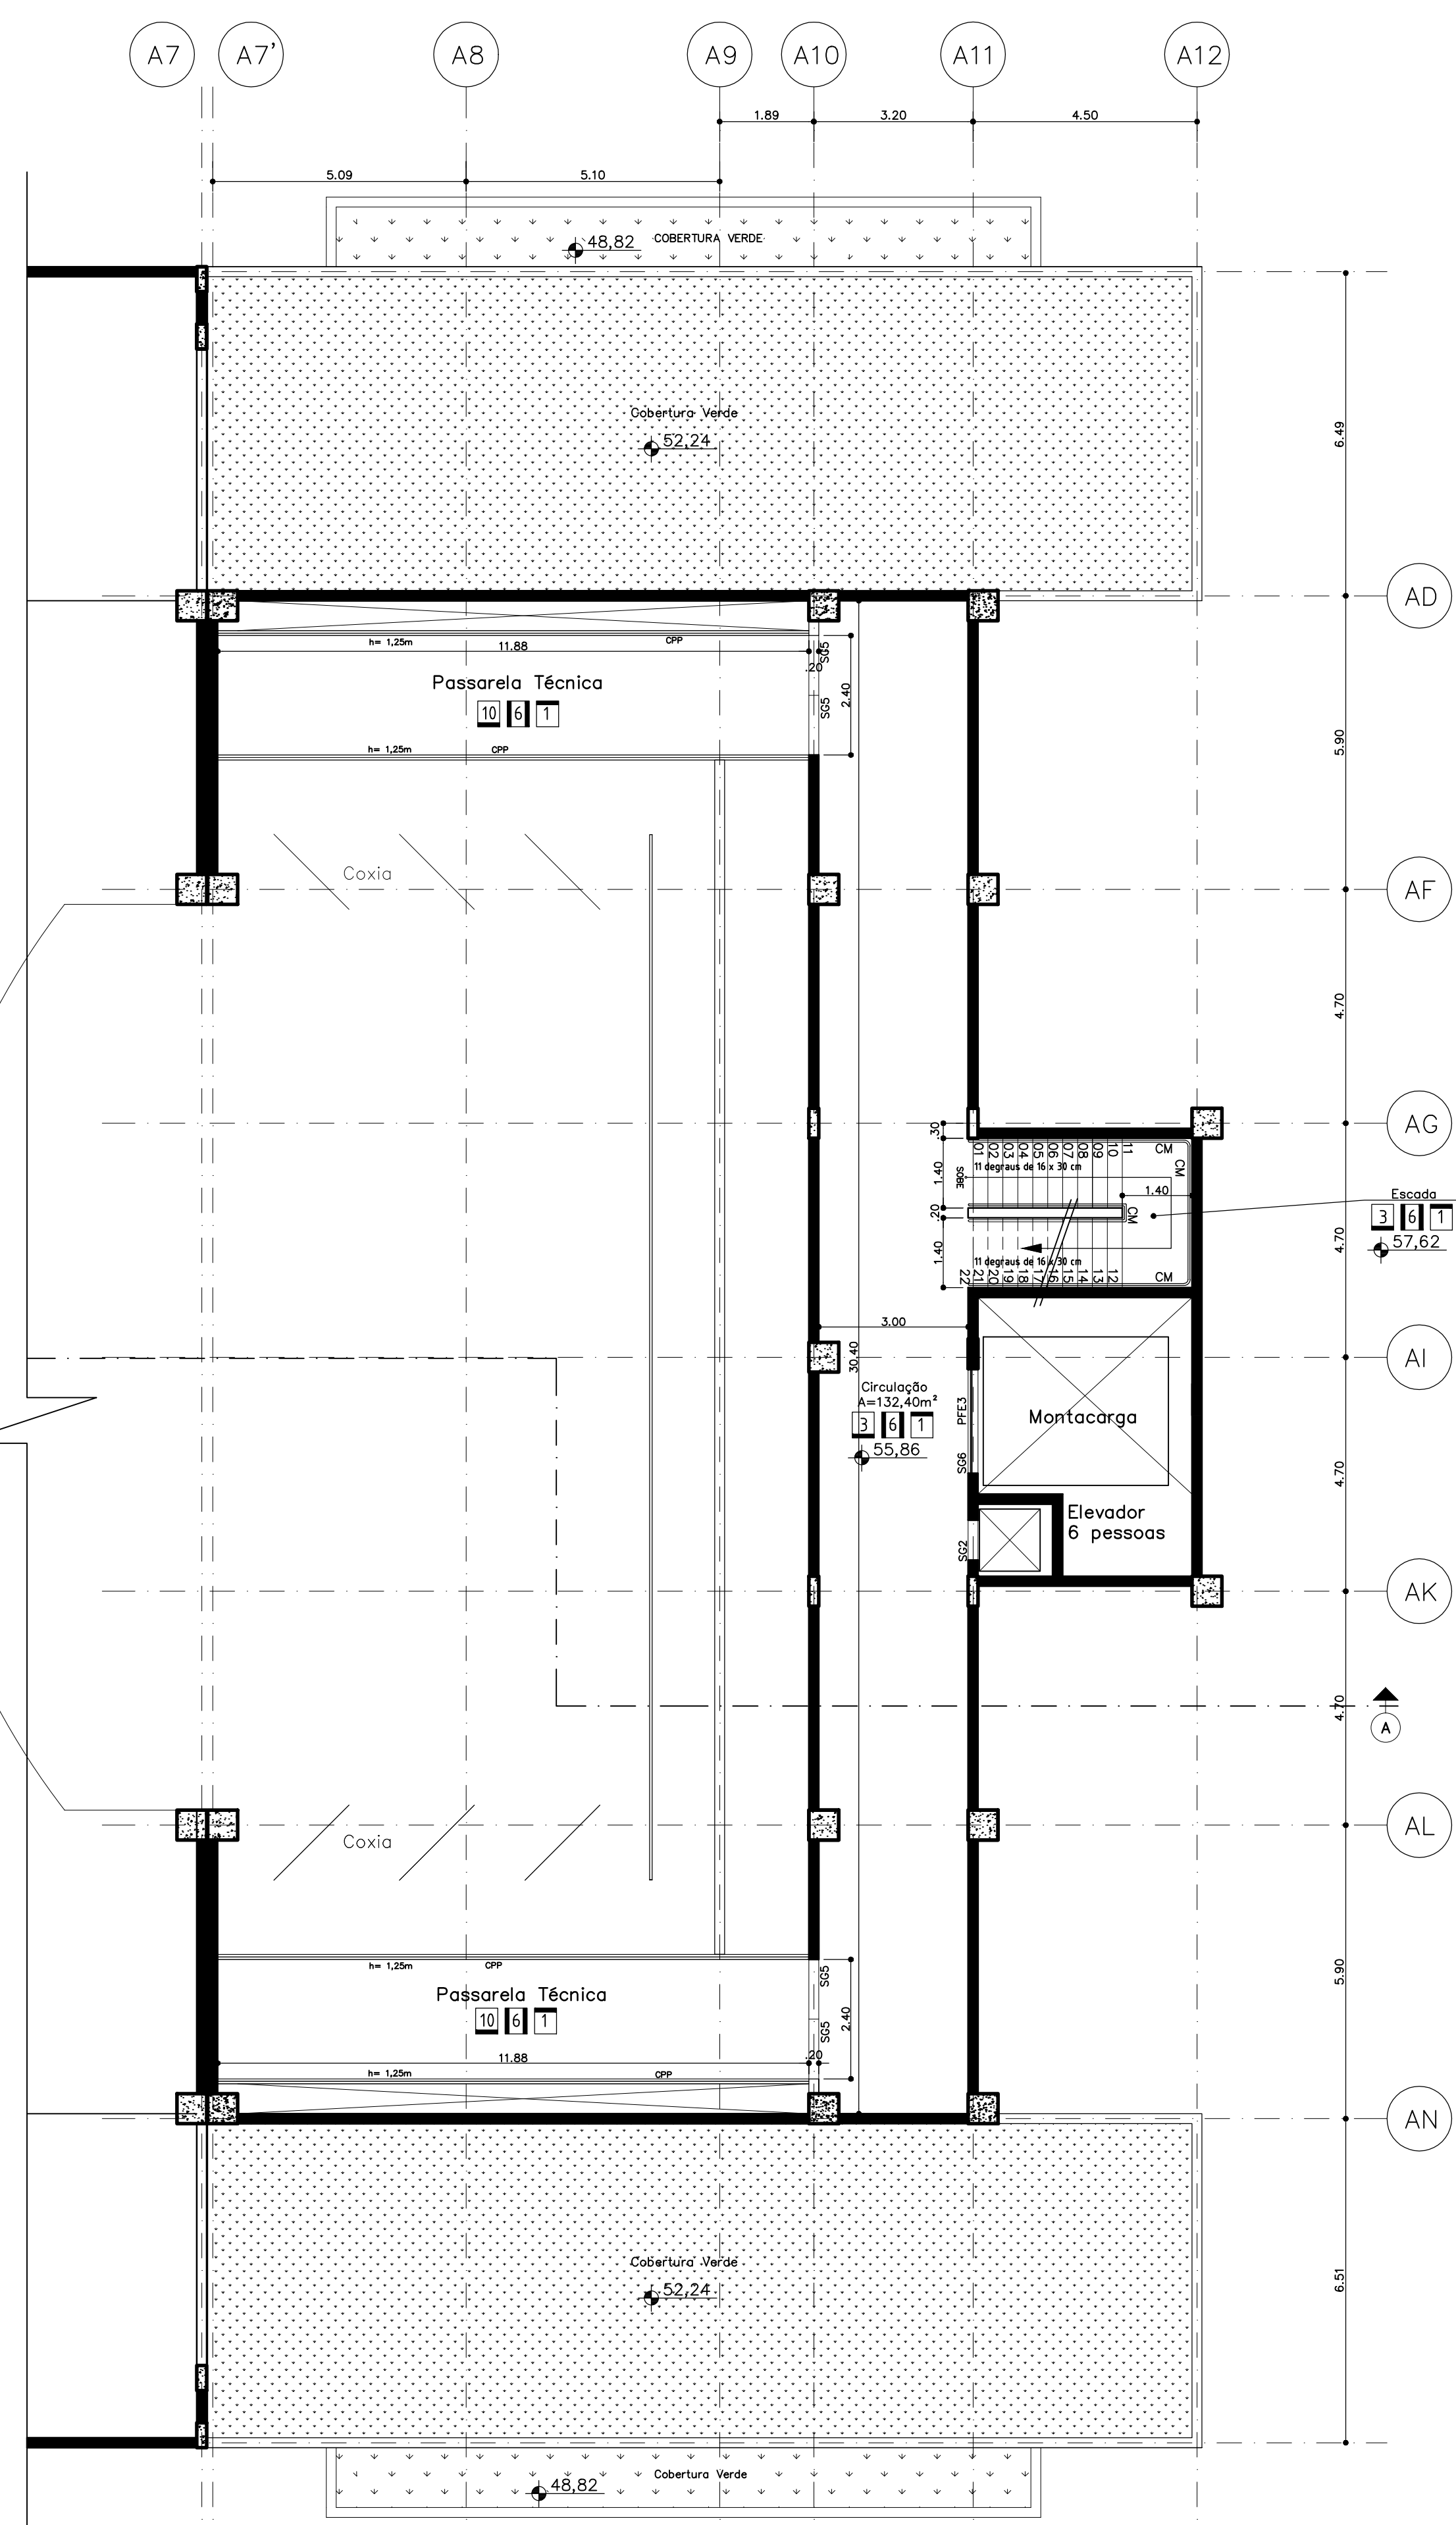 A7
A7'
A8
A9
A10
A11
A12
1.89
3.20
4.50
5.09
5.10
48,82
COBERTURA VERDE
Cobertura Verde
52,24
6.49
AD
h= 1,25m
CPP
11.88
.20
SG5
2.40
Passarela Técnica
10 6 1
SG5
5.90
h= 1,25m
CPP
Coxia
AF
4.70
AG
.30
01 02 03 04 05 06 07 08 09 10 11
CM
CM
11 degraus de 16 x 30 cm
SOBE
1.40
1.40
.20
CM
Escada
3 6 1
57,62
4.70
1.40
11 degraus de 16 x 30 cm
22 21 20 19 18 17 16 15 14 13 12
CM
3.00
30.40
AI
Circulação
A=132,40m²
3 6 1
55,86
PFE3
SG6
Montacarga
4.70
Elevador
6 pessoas
SG2
AK
4.70
A
AL
Coxia
h= 1,25m
CPP
SG5
Passarela Técnica
10 6 1
2.40
SG5
5.90
11.88
.20
h= 1,25m
CPP
AN
Cobertura Verde
52,24
6.51
Cobertura Verde
48,82